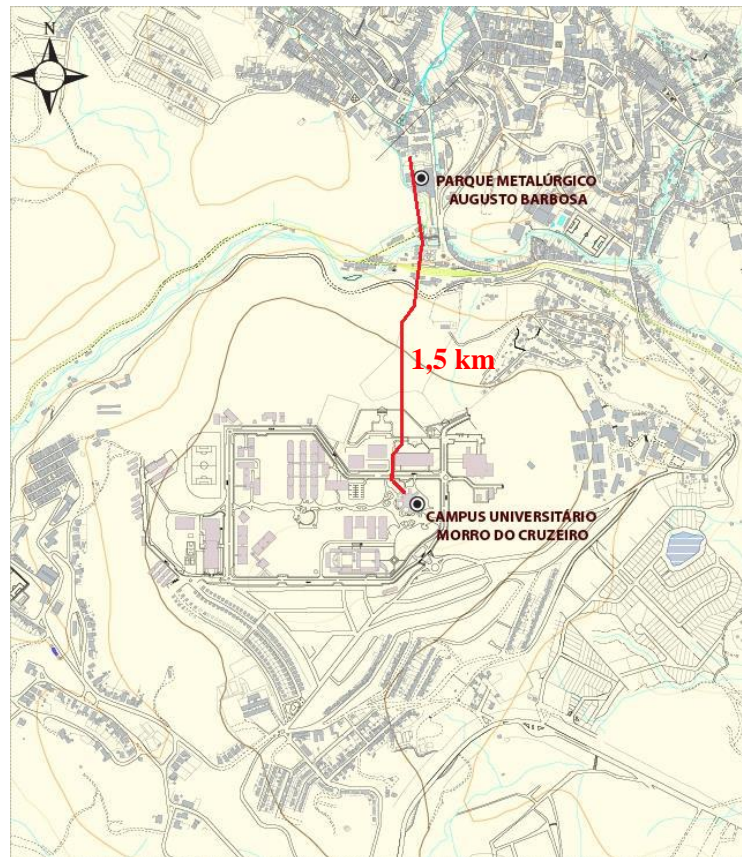 N
PARQUE METALÚRGICO
AUGUSTO BARBOSA
1,5 km
CAMPUS UNIVERSITÁRIO
MORRO DO CRUZEIRO